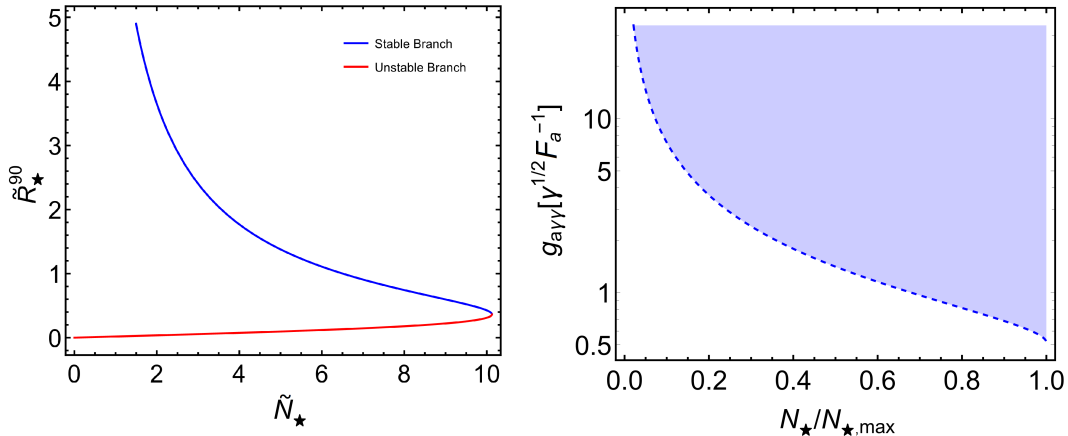 5
4
3
2
1
0
R̃★^90
0 2 4 6 8 10
Ñ★
Stable Branch
Unstable Branch
10
5
1
0.5
g_aγγ[γ^1/2 F_a^-1]
0.0 0.2 0.4 0.6 0.8 1.0
N★/N★,max